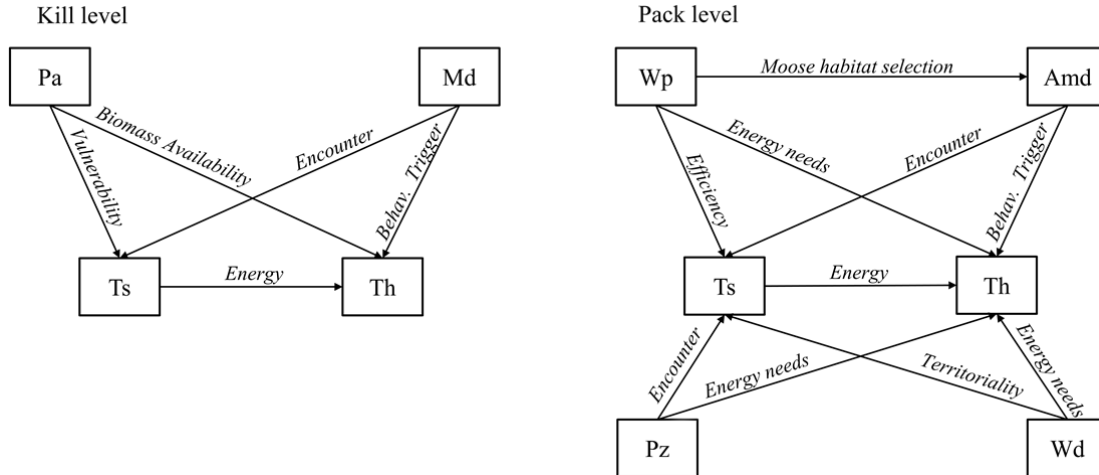 Kill level
Pa
Md
Vulnerability
Biomass Availability
Encounter
Behav. Trigger
Ts
Energy
Th
Pack level
Wp
Moose habitat selection
Amd
Efficiency
Energy needs
Encounter
Behav. Trigger
Ts
Energy
Th
Encounter
Energy needs
Territoriality
Energy needs
Pz
Wd